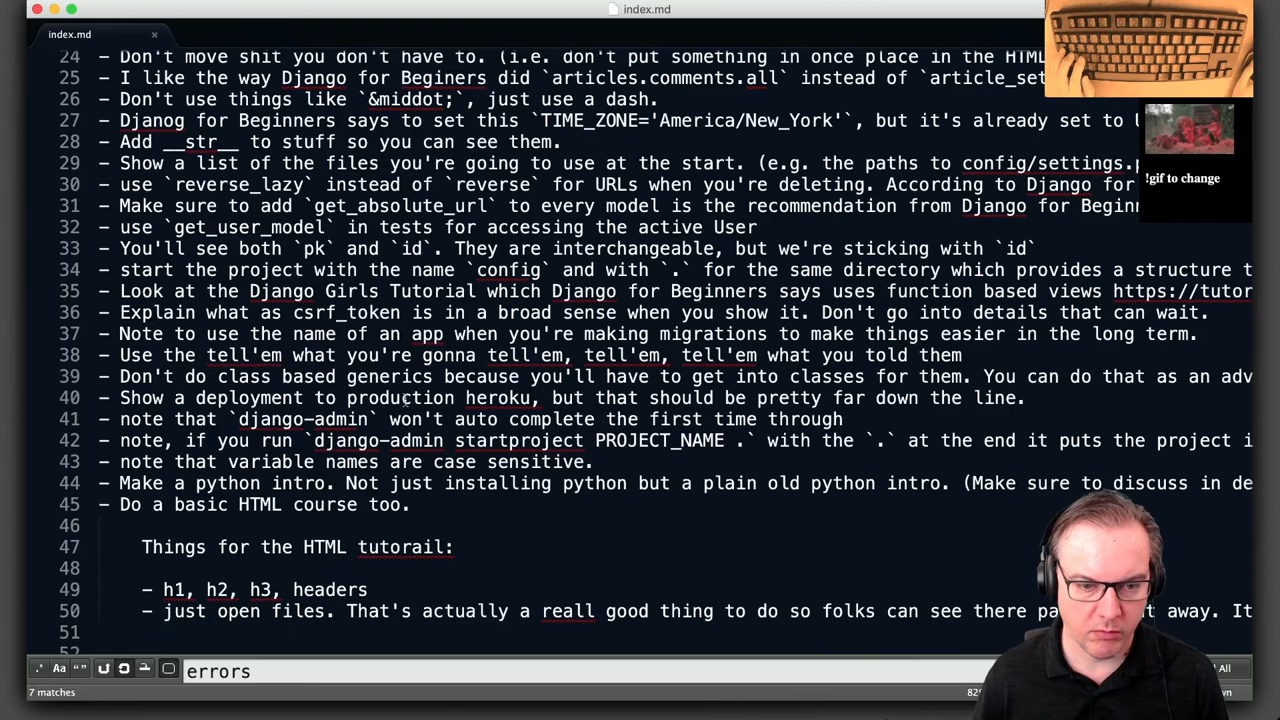 index.md
index.md
24 - Don't move shit you don't have to. (i.e. don't put something in once place in the HTML
25 - I like the way Django for Beginers did `articles.comments.all` instead of `article_set
26 - Don't use things like `&middot;`, just use a dash.
27 - Djanog for Beginners says to set this `TIME_ZONE='America/New_York'`, but it's already set to U
28 - Add __str__ to stuff so you can see them.
29 - Show a list of the files you're going to use at the start. (e.g. the paths to config/settings.p
30 - use `reverse_lazy` instead of `reverse` for URLs when you're deleting. According to Django for
31 - Make sure to add `get_absolute_url` to every model is the recommendation from Django for Beginn
32 - use `get_user_model` in tests for accessing the active User
33 - You'll see both `pk` and `id`. They are interchangeable, but we're sticking with `id`
34 - start the project with the name `config` and with `.` for the same directory which provides a structure t
35 - Look at the Django Girls Tutorial which Django for Beginners says uses function based views https://tutor
36 - Explain what as csrf_token is in a broad sense when you show it. Don't go into details that can wait.
37 - Note to use the name of an app when you're making migrations to make things easier in the long term.
38 - Use the tell'em what you're gonna tell'em, tell'em, tell'em what you told them
39 - Don't do class based generics because you'll have to get into classes for them. You can do that as an adv
40 - Show a deployment to production heroku, but that should be pretty far down the line.
41 - note that `django-admin` won't auto complete the first time through
42 - note, if you run `django-admin startproject PROJECT_NAME .` with the `.` at the end it puts the project i
43 - note that variable names are case sensitive.
44 - Make a python intro. Not just installing python but a plain old python intro. (Make sure to discuss in de
45 - Do a basic HTML course too.
46
47 Things for the HTML tutorail:
48
49 - h1, h2, h3, headers
50 - just open files. That's actually a reall good thing to do so folks can see there pa t away. It
51
52
!gif to change
.* Aa “” errors All
7 matches 82 wn